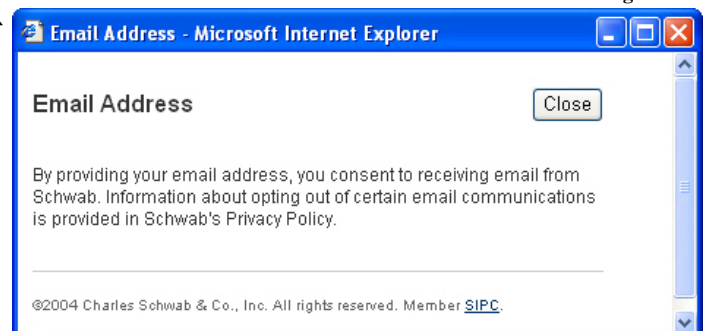 Email Address - Microsoft Internet Explorer
Email Address
Close
By providing your email address, you consent to receiving email from
Schwab. Information about opting out of certain email communications
is provided in Schwab's Privacy Policy.
©2004 Charles Schwab & Co., Inc. All rights reserved. Member SIPC.